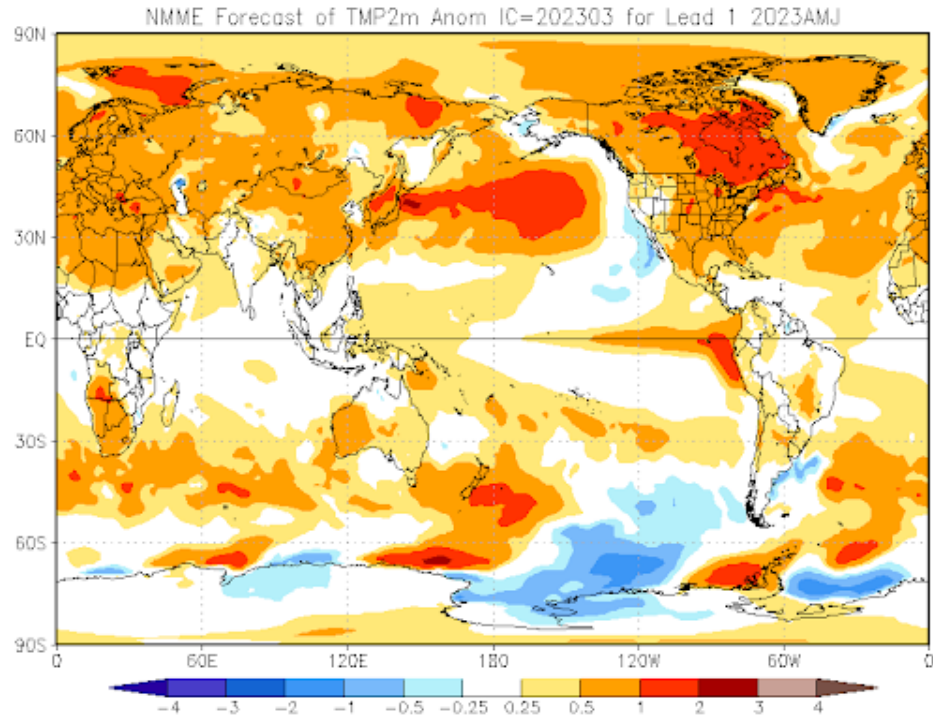 NMME Forecast of TMP2m Anom IC=202303 for Lead 1 2023AMJ
90N
60N
30N
EQ
30S
60S
90S
0 60E 120E 180 120W 60W 0
-4 -3 -2 -1 -0.5 -0.25 0.25 0.5 1 2 3 4